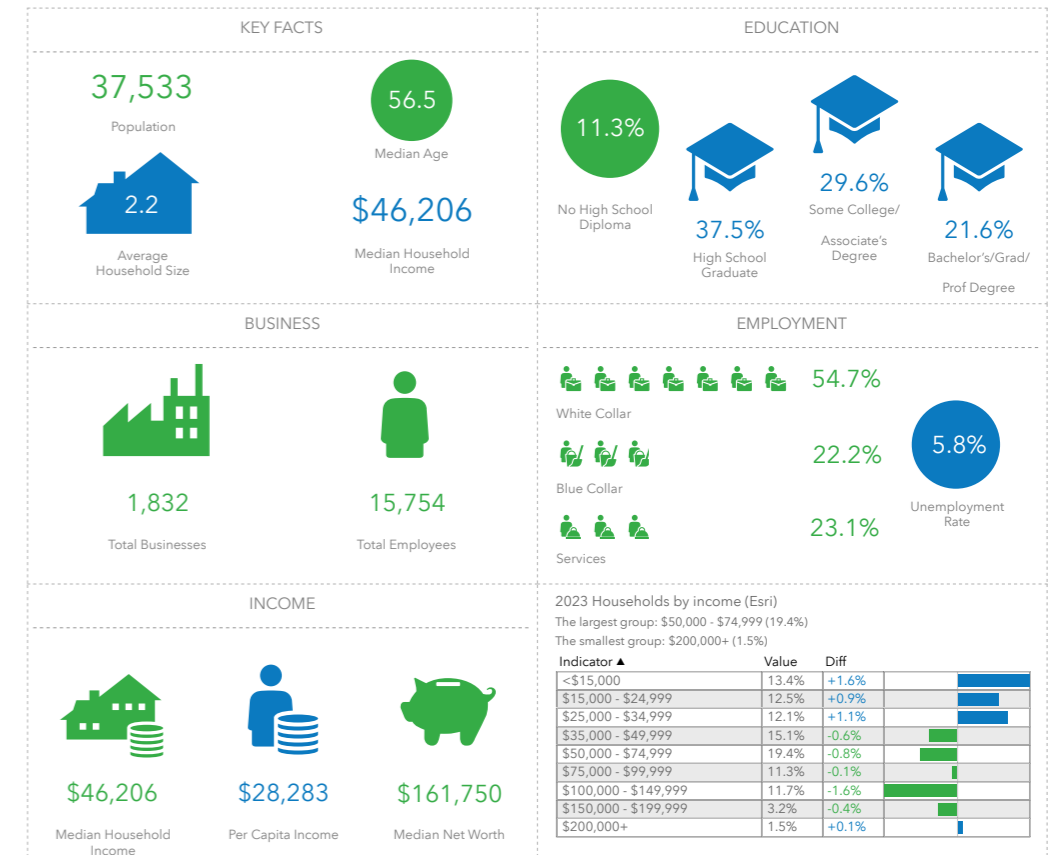 KEY FACTS
37,533
Population
56.5
Median Age
2.2
Average
Household Size
$46,206
Median Household
Income
EDUCATION
11.3%
No High School
Diploma
37.5%
High School
Graduate
29.6%
Some College/
Associate's
Degree
21.6%
Bachelor's/Grad/
Prof Degree
BUSINESS
1,832
Total Businesses
15,754
Total Employees
EMPLOYMENT
54.7%
White Collar
22.2%
Blue Collar
23.1%
Services
5.8%
Unemployment
Rate
INCOME
$46,206
Median Household
Income
$28,283
Per Capita Income
$161,750
Median Net Worth
2023 Households by income (Esri)
The largest group: $50,000 - $74,999 (19.4%)
The smallest group: $200,000+ (1.5%)
Indicator ▲ Value Diff
<$15,000 13.4% +1.6%
$15,000 - $24,999 12.5% +0.9%
$25,000 - $34,999 12.1% +1.1%
$35,000 - $49,999 15.1% -0.6%
$50,000 - $74,999 19.4% -0.8%
$75,000 - $99,999 11.3% -0.1%
$100,000 - $149,999 11.7% -1.6%
$150,000 - $199,999 3.2% -0.4%
$200,000+ 1.5% +0.1%